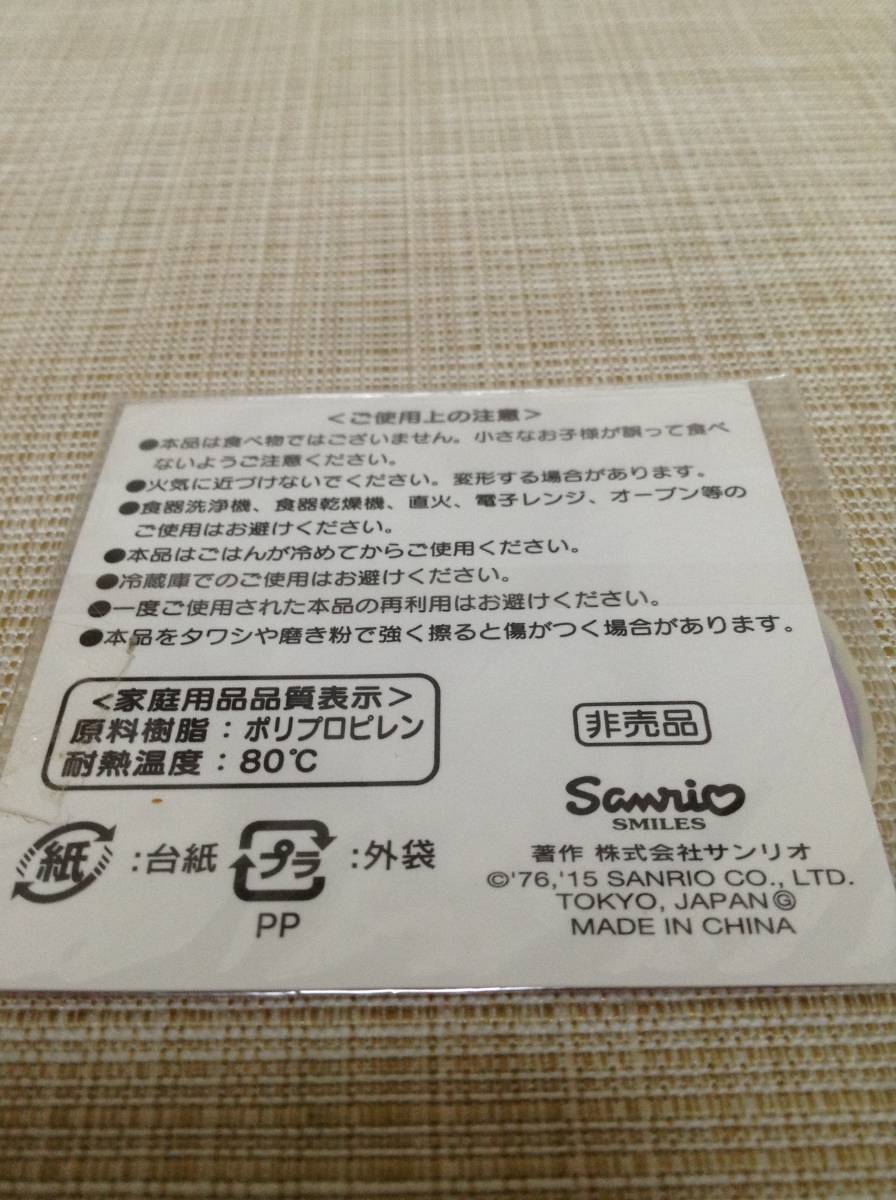 <ご使用上の注意>
●本品は食べ物ではございません。小さなお子様が誤って食べ
ないようご注意ください。
●火気に近づけないでください。変形する場合があります。
●食器洗浄機、食器乾燥機、直火、電子レンジ、オーブン等の
ご使用はお避けください。
●本品はごはんが冷めてからご使用ください。
●冷蔵庫でのご使用はお避けください。
●一度ご使用された本品の再利用はお避けください。
●本品をタワシや磨き粉で強く擦ると傷がつく場合があります。
<家庭用品品質表示>
原料樹脂：ポリプロピレン
耐熱温度：80℃
紙:台紙
プラ:外袋
PP
非売品
Sanrio
SMILES
著作 株式会社サンリオ
©'76,'15 SANRIO CO., LTD.
TOKYO, JAPAN Ⓖ
MADE IN CHINA